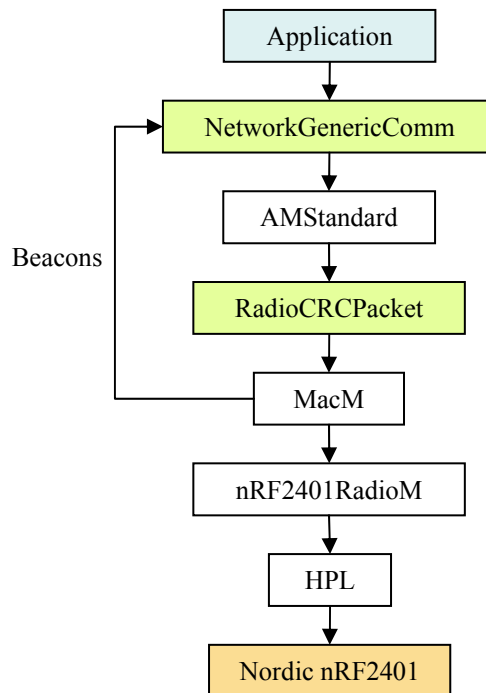 Application
NetworkGenericComm
AMStandard
Beacons
RadioCRCPacket
MacM
nRF2401RadioM
HPL
Nordic nRF2401